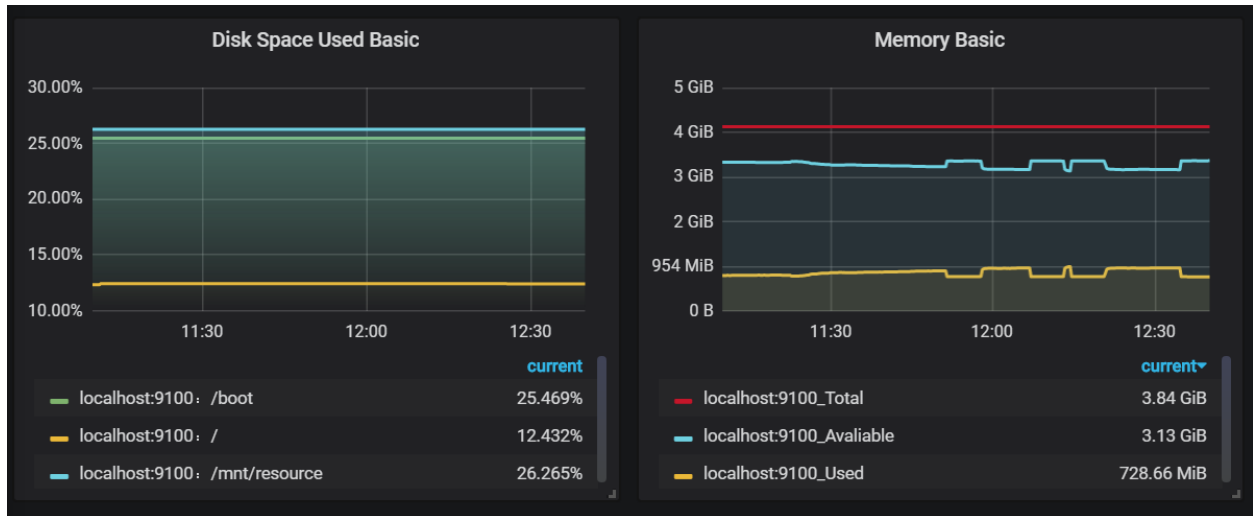 Disk Space Used Basic
30.00%
25.00%
20.00%
15.00%
10.00%
11:30 12:00 12:30
current
localhost:9100：/boot 25.469%
localhost:9100：/ 12.432%
localhost:9100：/mnt/resource 26.265%
Memory Basic
5 GiB
4 GiB
3 GiB
2 GiB
954 MiB
0 B
11:30 12:00 12:30
current
localhost:9100_Total 3.84 GiB
localhost:9100_Avaliable 3.13 GiB
localhost:9100_Used 728.66 MiB